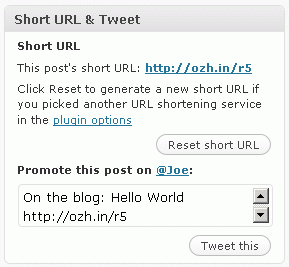 Short URL & Tweet
Short URL
This post's short URL: http://ozh.in/r5
Click Reset to generate a new short URL if
you picked another URL shortening service
in the plugin options
Reset short URL
Promote this post on @Joe:
On the blog: Hello World
http://ozh.in/r5
Tweet this